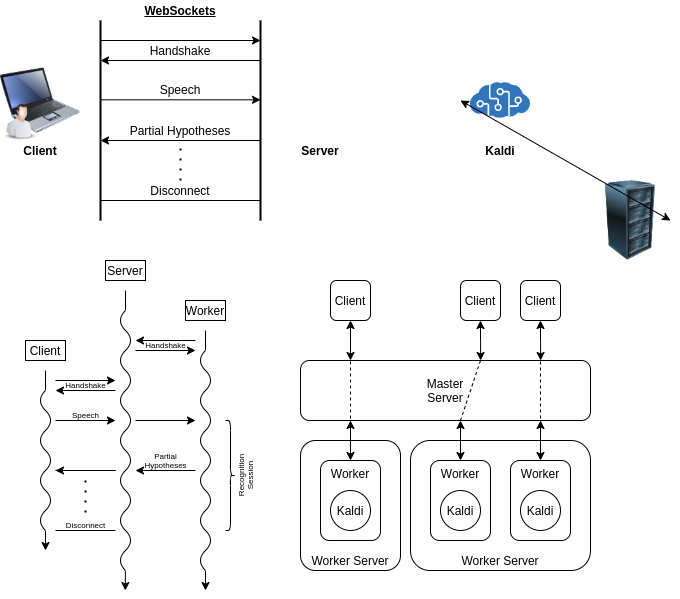 WebSockets
Handshake
Speech
Partial Hypotheses
Disconnect
Client
Server
Kaldi
Server
Worker
Client
Handshake
Handshake
Speech
Partial
Hypotheses
Disconnect
Recognition
Session
Client
Client
Client
Master
Server
Worker
Worker
Worker
Kaldi
Kaldi
Kaldi
Worker Server
Worker Server